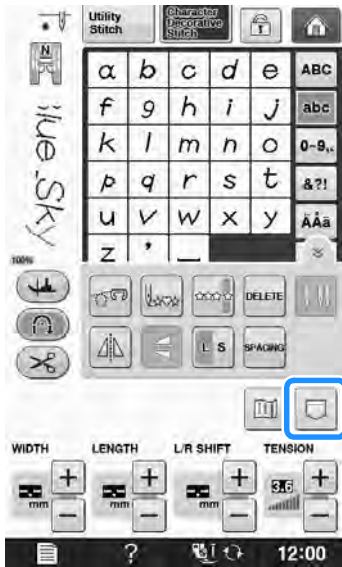 Utility
Stitch
Character
Decorative
Stitch
N
a b c d e ABC
f g h i j abc
k l m n o 0-9,,
p q r s t &?!
u v w x y ÄÅä
z ' _
Sky
100%
DELETE
L S
SPACING
WIDTH LENGTH L/R SHIFT TENSION
+ + + +
3.6
mm mm mm
− − − −
? 12:00